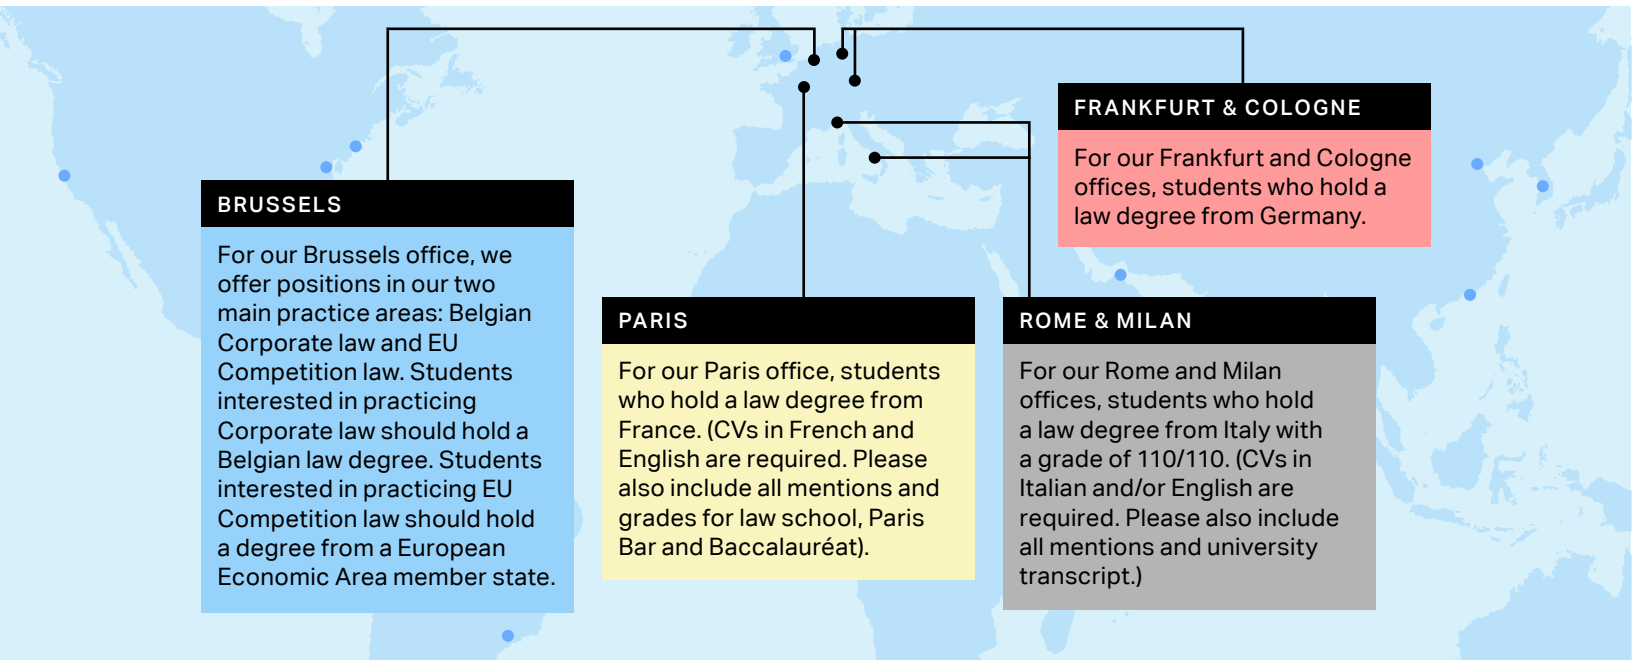 BRUSSELS
For our Brussels office, we
offer positions in our two
main practice areas: Belgian
Corporate law and EU
Competition law. Students
interested in practicing
Corporate law should hold a
Belgian law degree. Students
interested in practicing EU
Competition law should hold
a degree from a European
Economic Area member state.
PARIS
For our Paris office, students
who hold a law degree from
France. (CVs in French and
English are required. Please
also include all mentions and
grades for law school, Paris
Bar and Baccalauréat).
FRANKFURT & COLOGNE
For our Frankfurt and Cologne
offices, students who hold a
law degree from Germany.
ROME & MILAN
For our Rome and Milan
offices, students who hold
a law degree from Italy with
a grade of 110/110. (CVs in
Italian and/or English are
required. Please also include
all mentions and university
transcript.)